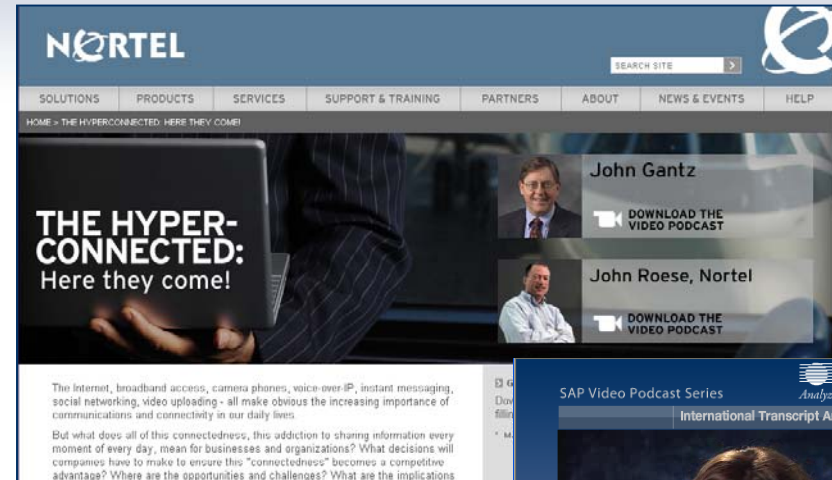 NORTEL
SEARCH SITE
SOLUTIONS PRODUCTS SERVICES SUPPORT & TRAINING PARTNERS ABOUT NEWS & EVENTS HELP
HOME > THE HYPERCONNECTED: HERE THEY COME!
THE HYPER-
CONNECTED:
Here they come!
John Gantz
DOWNLOAD THE
VIDEO PODCAST
John Roese, Nortel
DOWNLOAD THE
VIDEO PODCAST
The Internet, broadband access, camera phones, voice-over-IP, instant messaging,
social networking, video uploading - all make obvious the increasing importance of
communications and connectivity in our daily lives.
But what does all of this connectedness, this addiction to sharing information every
moment of every day, mean for businesses and organizations? What decisions will
companies have to make to ensure this "connectedness" becomes a competitive
advantage? Where are the opportunities and challenges? What are the implications
SAP Video Podcast Series
International Transcript